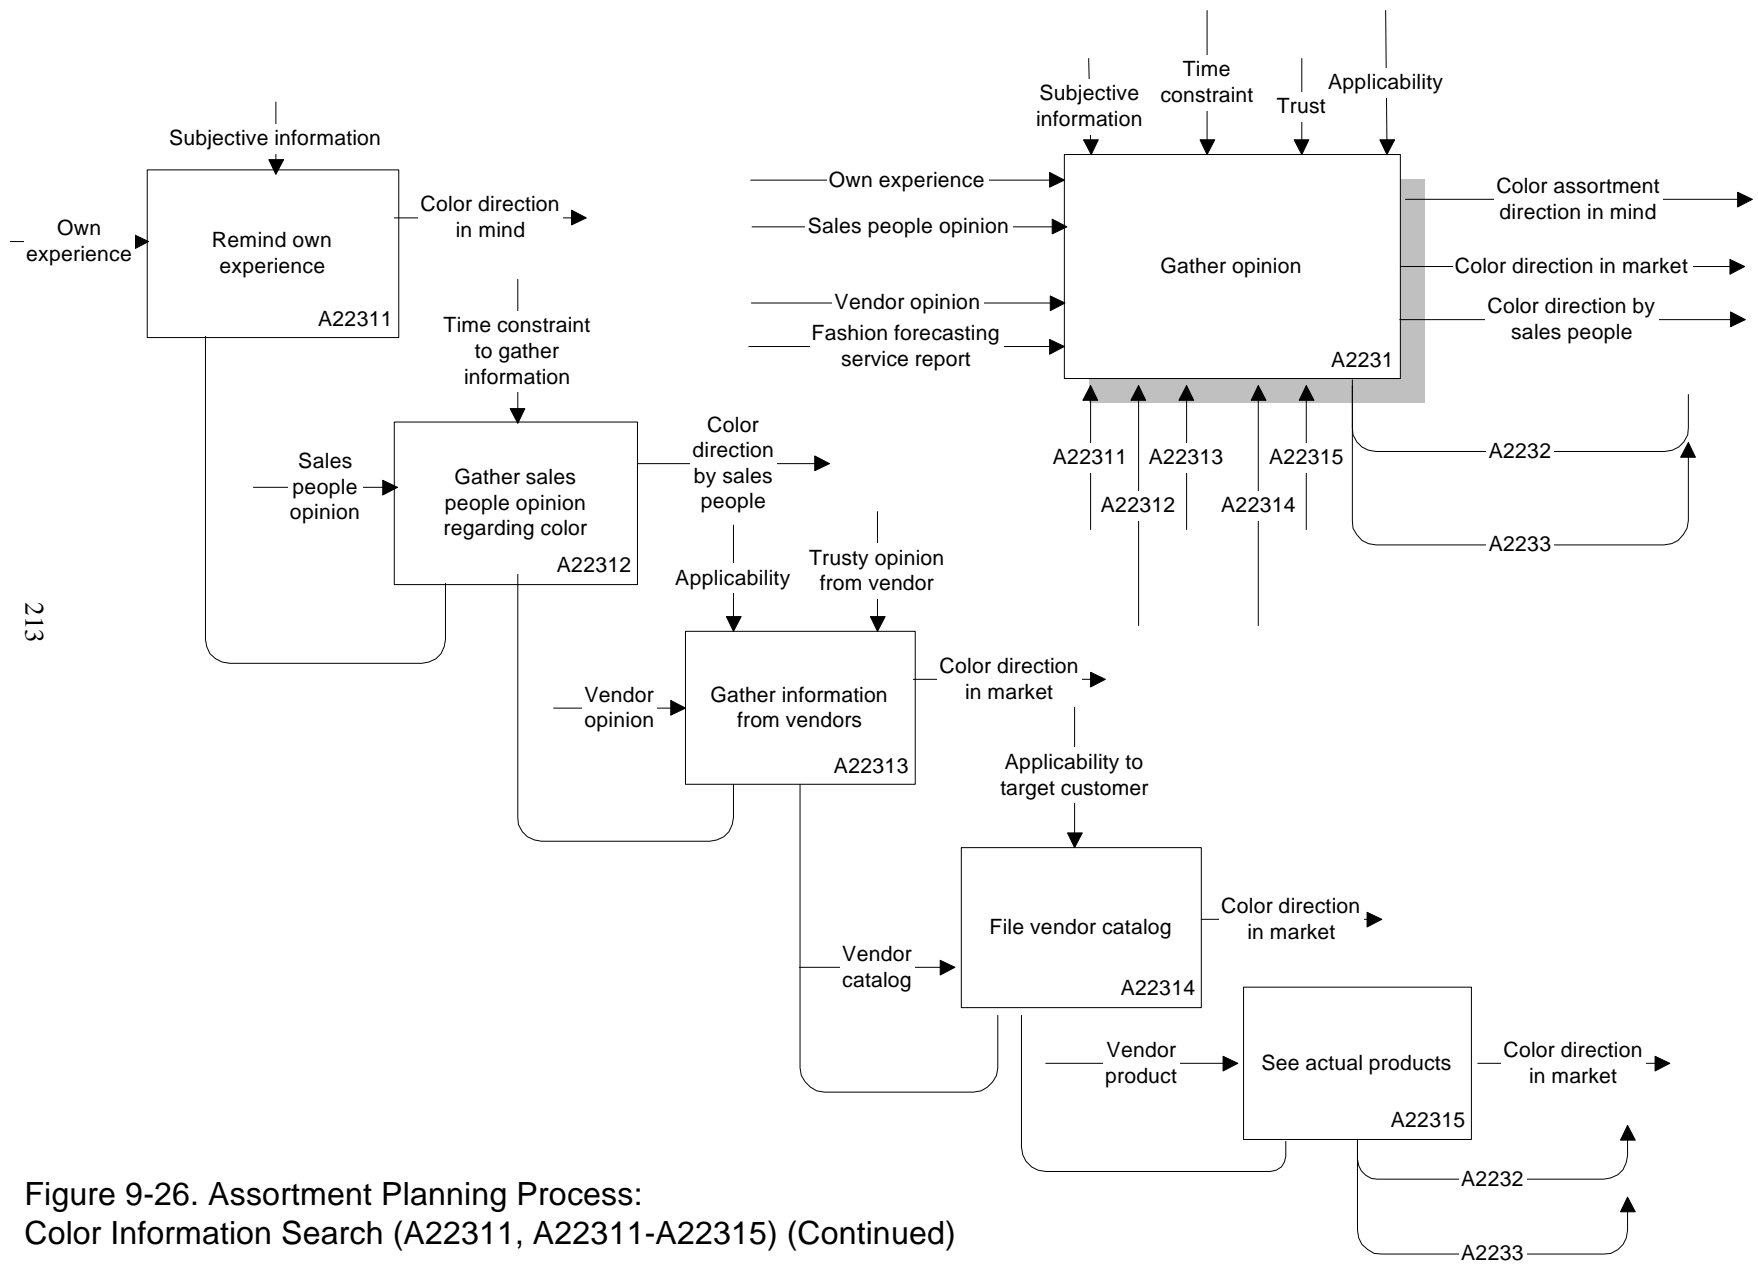 Subjective information
Own
experience
Remind own
experience
A22311
Color direction
in mind
Time constraint
to gather
information
Sales
people
opinion
Gather sales
people opinion
regarding color
A22312
Color
direction
by sales
people
Applicability
Trusty opinion
from vendor
Vendor
opinion
Gather information
from vendors
A22313
Color direction
in market
Applicability to
target customer
Vendor
catalog
File vendor catalog
A22314
Color direction
in market
Vendor
product
See actual products
A22315
Color direction
in market
A2232
A2233
Subjective
information
Time
constraint
Trust
Applicability
Own experience
Sales people opinion
Vendor opinion
Fashion forecasting
service report
Gather opinion
A2231
Color assortment
direction in mind
Color direction in market
Color direction by
sales people
A22311
A22313
A22315
A22312
A22314
A2232
A2233
213
Figure 9-26. Assortment Planning Process:
Color Information Search (A22311, A22311-A22315) (Continued)